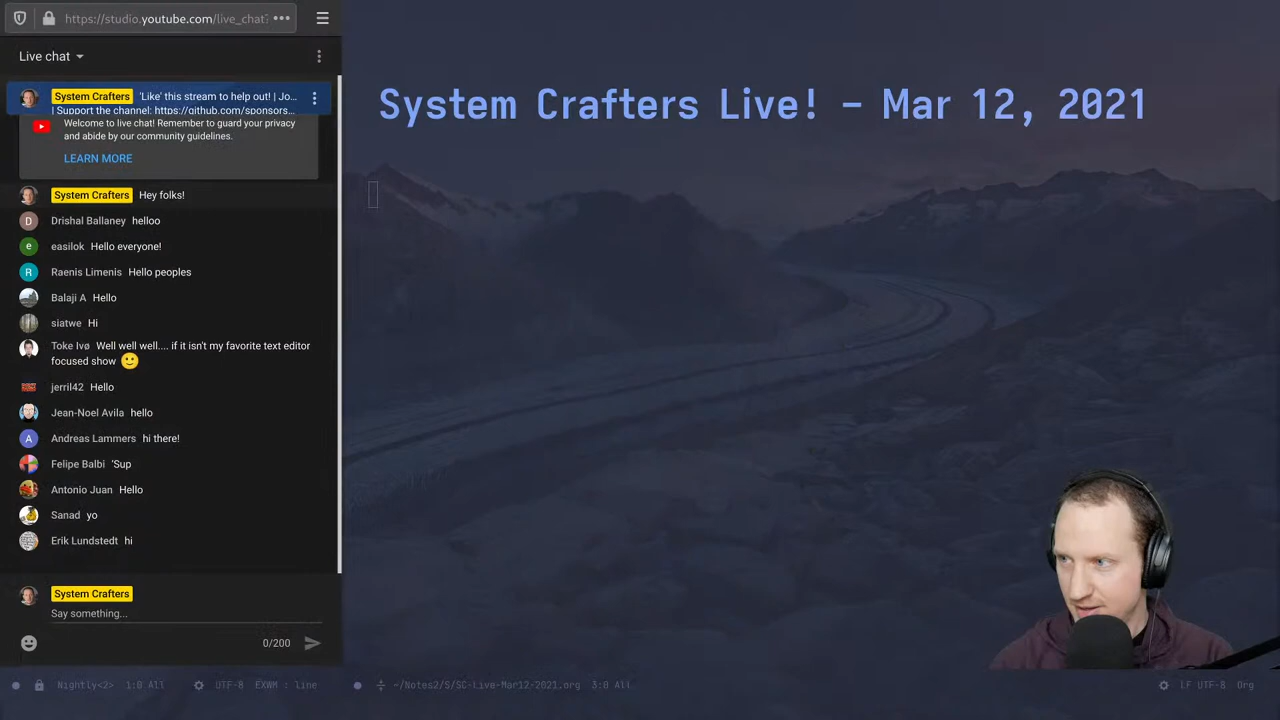 https://studio.youtube.com/live_chat?
Live chat
System Crafters 'Like' this stream to help out! | Jo...
| Support the channel: https://github.com/sponsors...
Welcome to live chat! Remember to guard your privacy
and abide by our community guidelines.
LEARN MORE
System Crafters Hey folks!
Drishal Ballaney helloo
easilok Hello everyone!
Raenis Limenis Hello peoples
Balaji A Hello
siatwe Hi
Toke Ivø Well well well.... if it isn't my favorite text editor
focused show
jerril42 Hello
Jean-Noel Avila hello
Andreas Lammers hi there!
Felipe Balbi 'Sup
Antonio Juan Hello
Sanad yo
Erik Lundstedt hi
System Crafters
Say something...
0/200
System Crafters Live! - Mar 12, 2021
Nightly<2> 1:0 All UTF-8 EXWM : line
~/Notes2/S/SC-Live-Mar12-2021.org 3:0 All LF UTF-8 Org